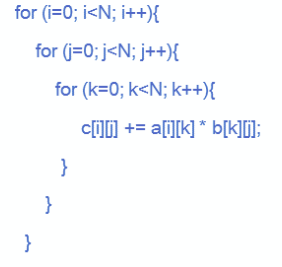 for (i=0; i<N; i++){
for (j=0; j<N; j++){
for (k=0; k<N; k++){
c[i][j] += a[i][k] * b[k][j];
}
}
}